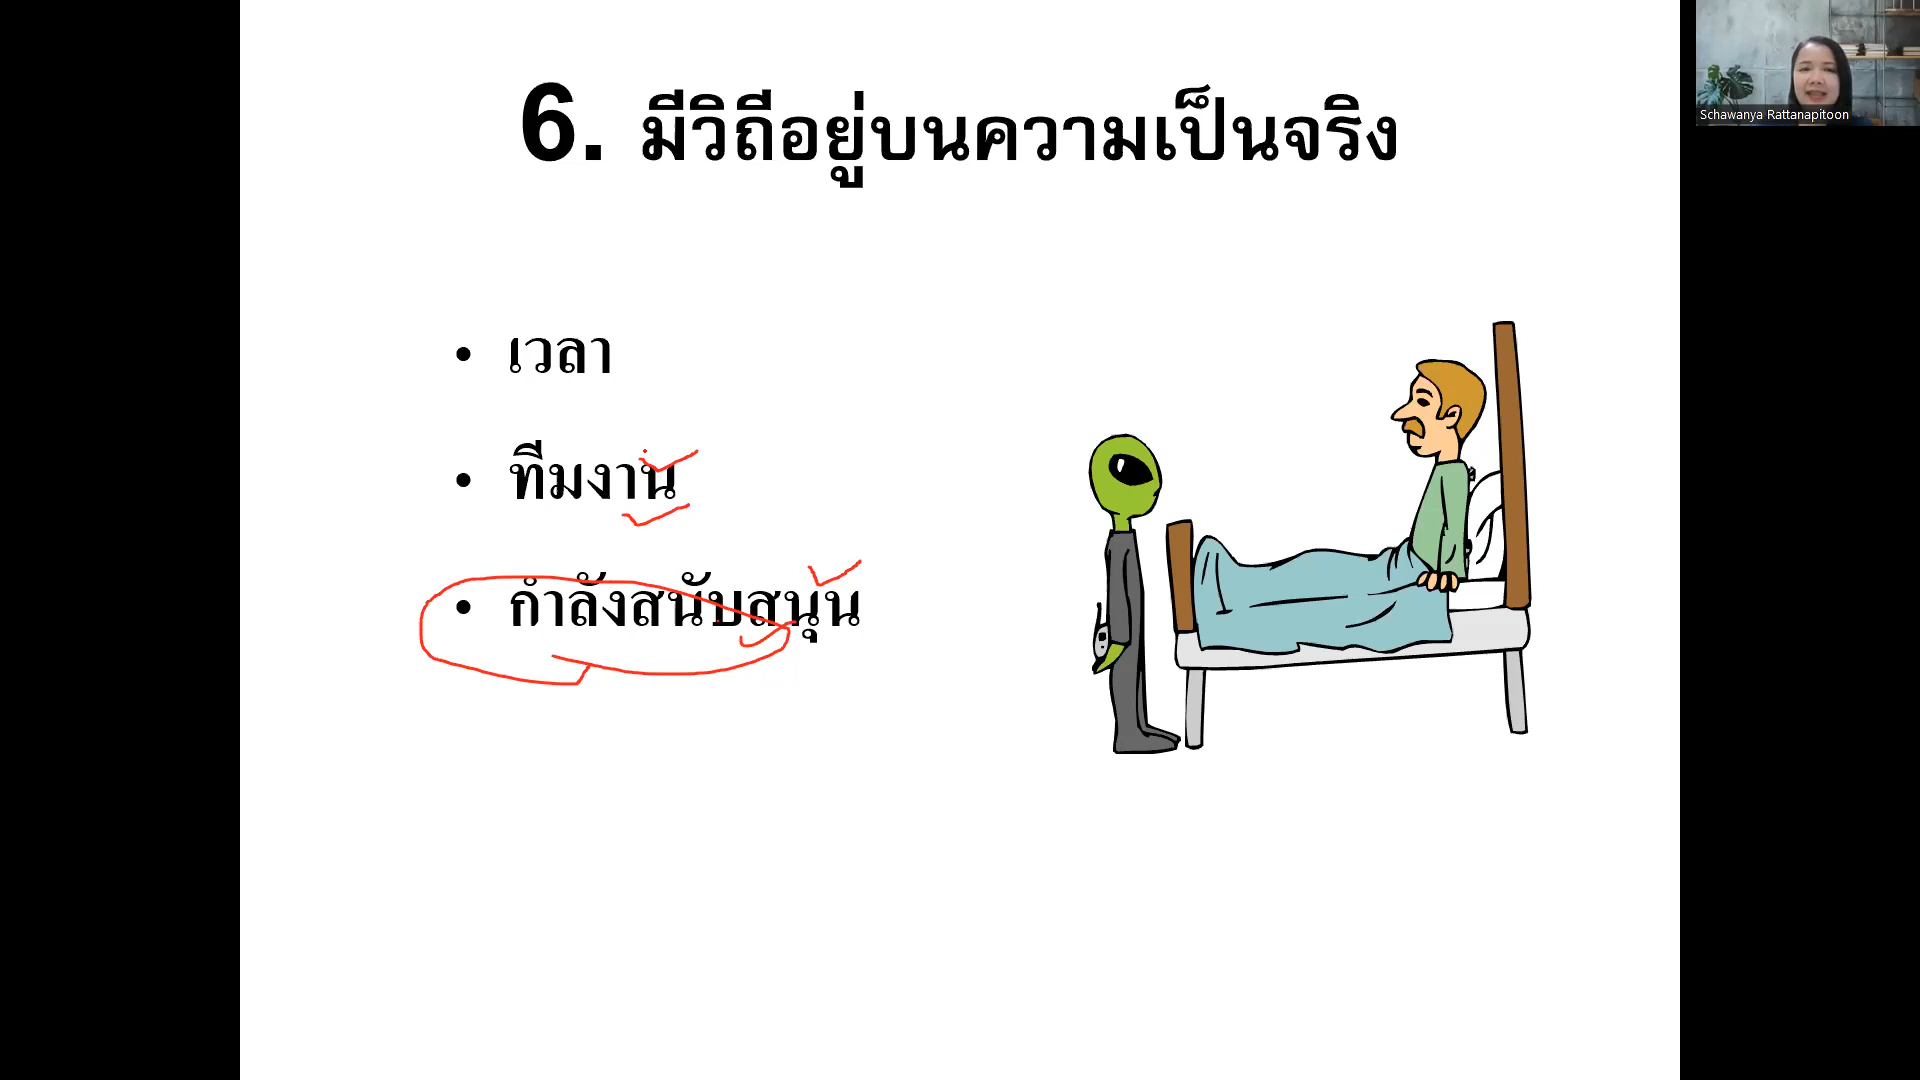 6. มีวิถีอยู่บนความเป็นจริง
Schawanya Rattanapitoon
• เวลา
• ทีมงาน
• กำลังสนับสนุน